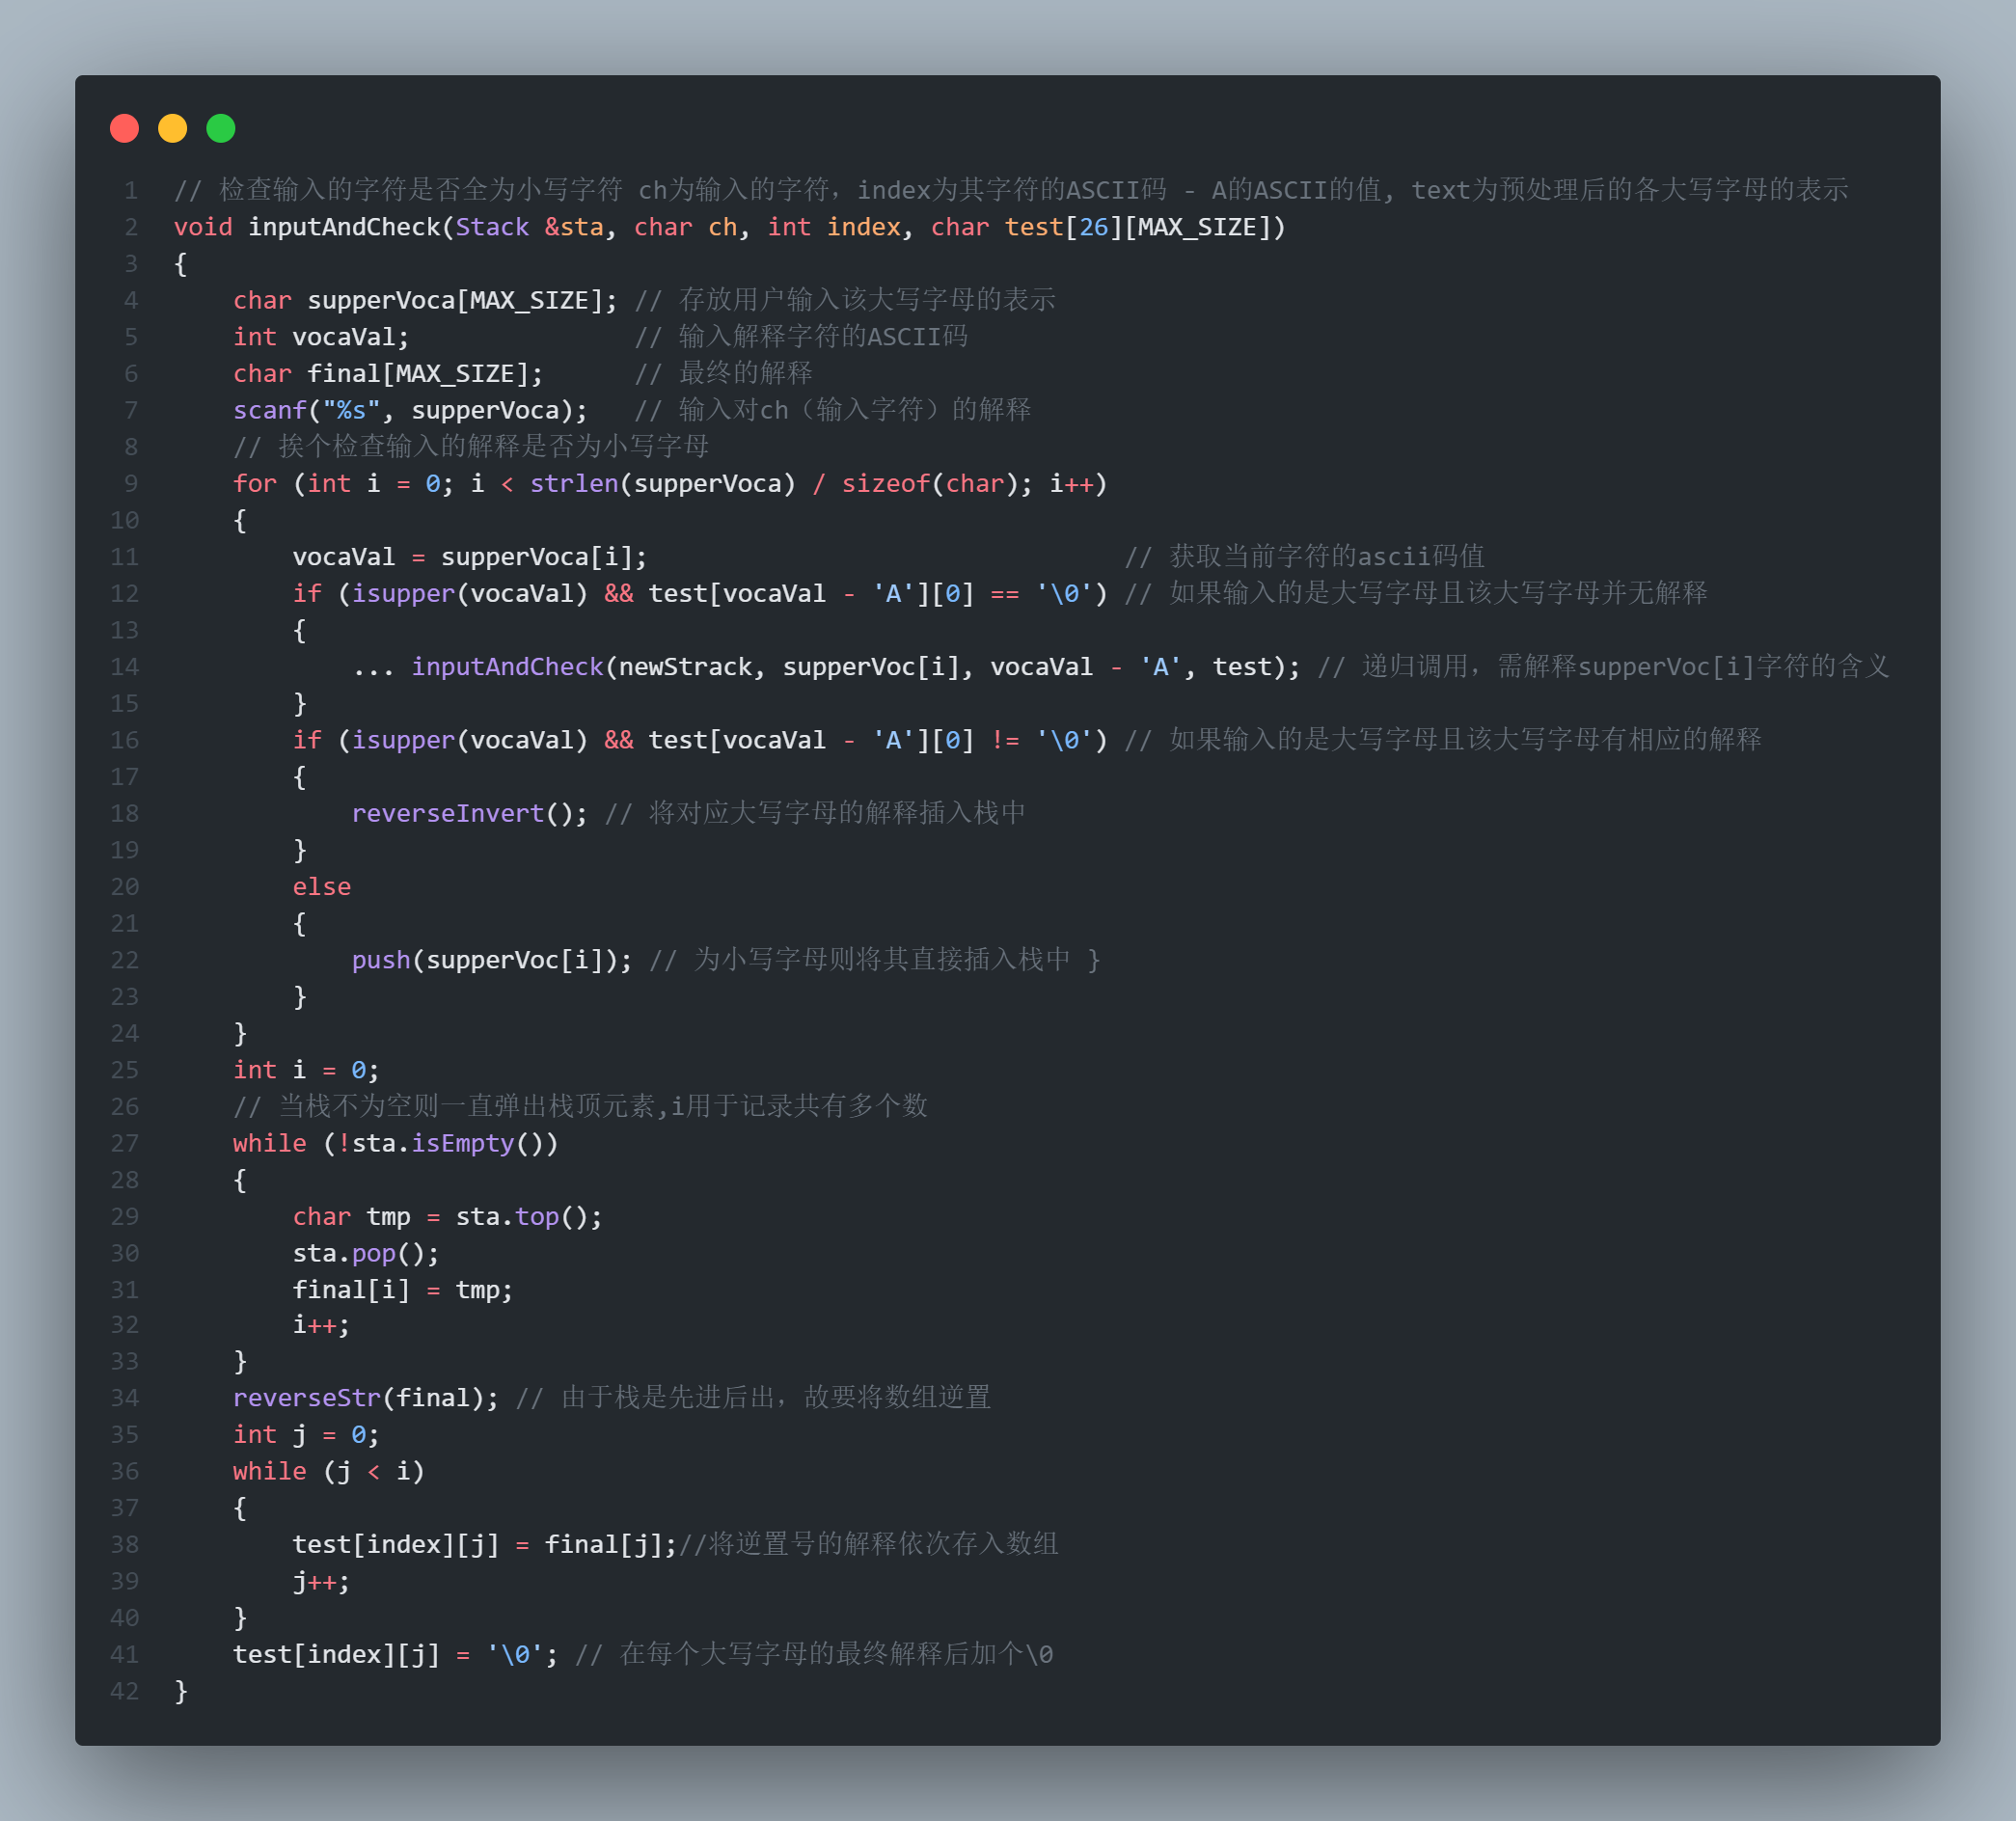 1 // 检查输入的字符是否全为小写字符 ch为输入的字符，index为其字符的ASCII码 - A的ASCII的值, text为预处理后的各大写字母的表示
2 void inputAndCheck(Stack &sta, char ch, int index, char test[26][MAX_SIZE])
3 {
4     char supperVoca[MAX_SIZE]; // 存放用户输入该大写字母的表示
5     int vocaVal;               // 输入解释字符的ASCII码
6     char final[MAX_SIZE];      // 最终的解释
7     scanf("%s", supperVoca);   // 输入对ch（输入字符）的解释
8     // 挨个检查输入的解释是否为小写字母
9     for (int i = 0; i < strlen(supperVoca) / sizeof(char); i++)
10     {
11         vocaVal = supperVoca[i];                                // 获取当前字符的ascii码值
12         if (isupper(vocaVal) && test[vocaVal - 'A'][0] == '\0') // 如果输入的是大写字母且该大写字母并无解释
13         {
14             ... inputAndCheck(newStrack, supperVoc[i], vocaVal - 'A', test); // 递归调用，需解释supperVoc[i]字符的含义
15         }
16         if (isupper(vocaVal) && test[vocaVal - 'A'][0] != '\0') // 如果输入的是大写字母且该大写字母有相应的解释
17         {
18             reverseInvert(); // 将对应大写字母的解释插入栈中
19         }
20         else
21         {
22             push(supperVoc[i]); // 为小写字母则将其直接插入栈中 }
23         }
24     }
25     int i = 0;
26     // 当栈不为空则一直弹出栈顶元素,i用于记录共有多个数
27     while (!sta.isEmpty())
28     {
29         char tmp = sta.top();
30         sta.pop();
31         final[i] = tmp;
32         i++;
33     }
34     reverseStr(final); // 由于栈是先进后出，故要将数组逆置
35     int j = 0;
36     while (j < i)
37     {
38         test[index][j] = final[j];//将逆置号的解释依次存入数组
39         j++;
40     }
41     test[index][j] = '\0'; // 在每个大写字母的最终解释后加个\0
42 }